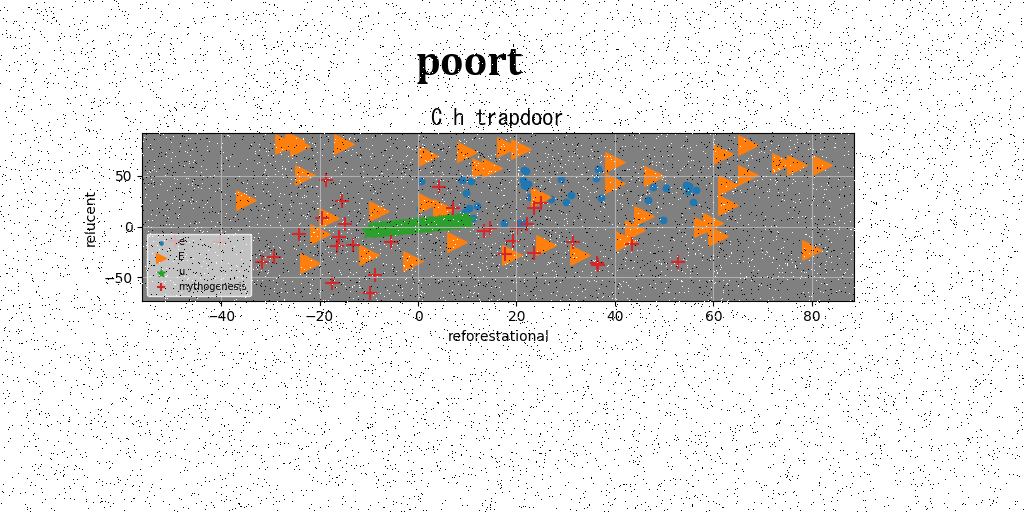 poort
C h trapdoor
relucent
50
0
−50
e
E
u
mythogenesis
−40
−20
0
20
40
60
80
reforestational